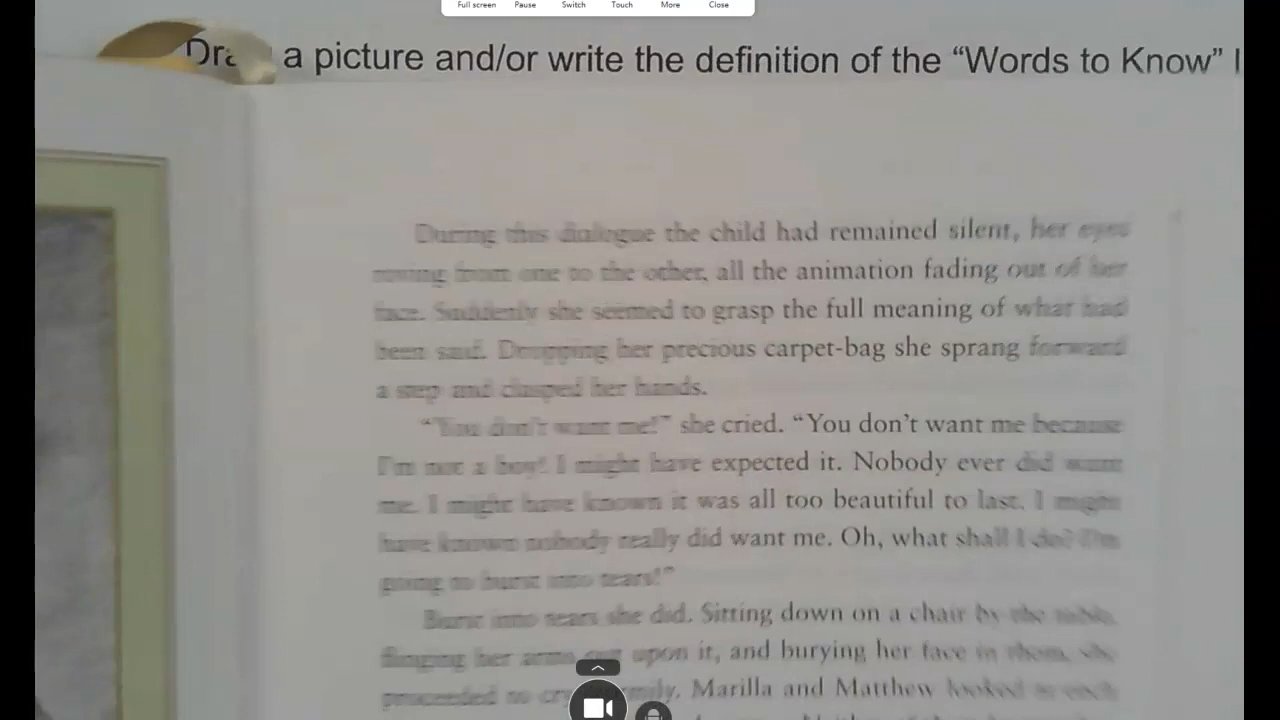 Full screen Pause Switch Touch More Close
a picture and/or write the definition of the “Words to Know”
During this dialogue the child had remained silent, her eyes
roving from one to the other, all the animation fading out of her
face. Suddenly she seemed to grasp the full meaning of what had
been said. Dropping her precious carpet-bag she sprang forward
a step and clasped her hands.
“You don’t want me!” she cried. “You don’t want me because
I’m not a boy! I might have expected it. Nobody ever did want
me. I might have known it was all too beautiful to last. I might
have known nobody really did want me. Oh, what shall I do? I’m
going to burst into tears!”
Burst into tears she did. Sitting down on a chair by the table,
flinging her arms out upon it, and burying her face in them, she
proceeded to cry Marilla and Matthew looked at each